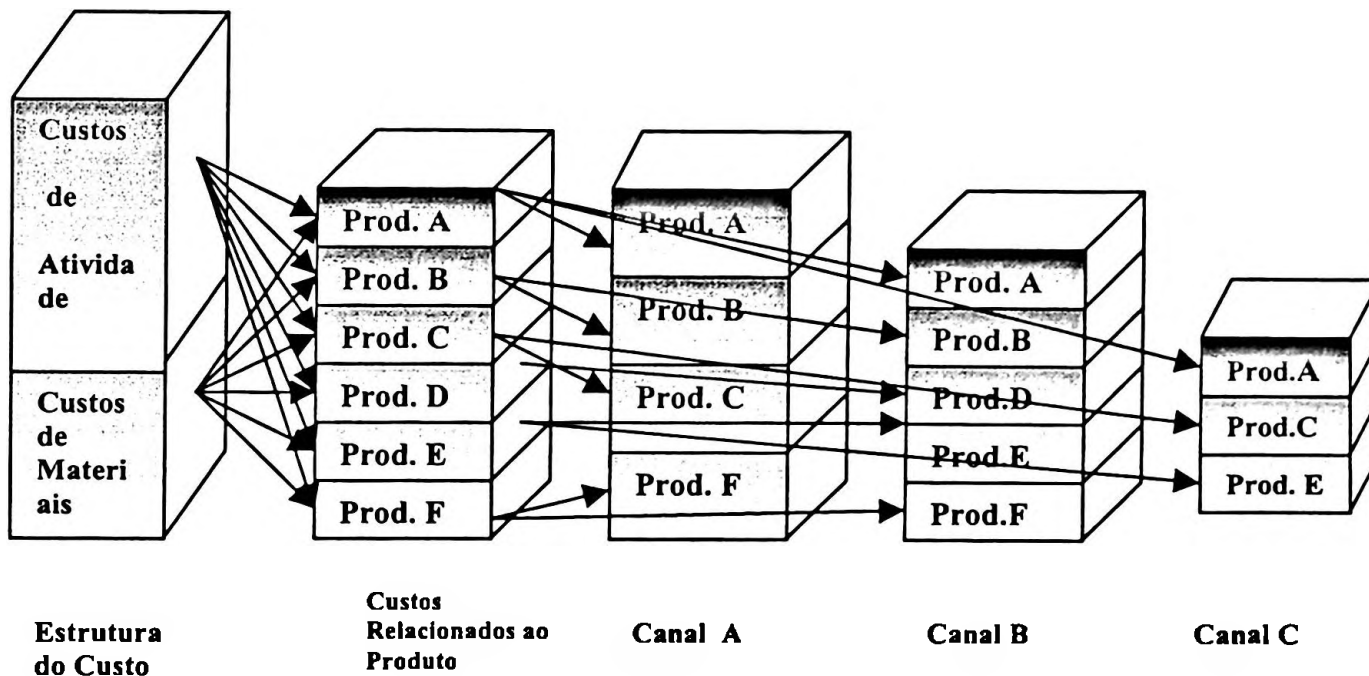 Custos
de
Ativida
de
Custos
de
Materi
ais
Prod. A
Prod. B
Prod. C
Prod. D
Prod. E
Prod. F
Prod. A
Prod. B
Prod. C
Prod. F
Prod. A
Prod.B
Prod.D
Prod.E
Prod.F
Prod.A
Prod.C
Prod. E
Estrutura
do Custo
Custos
Relacionados ao
Produto
Canal A
Canal B
Canal C